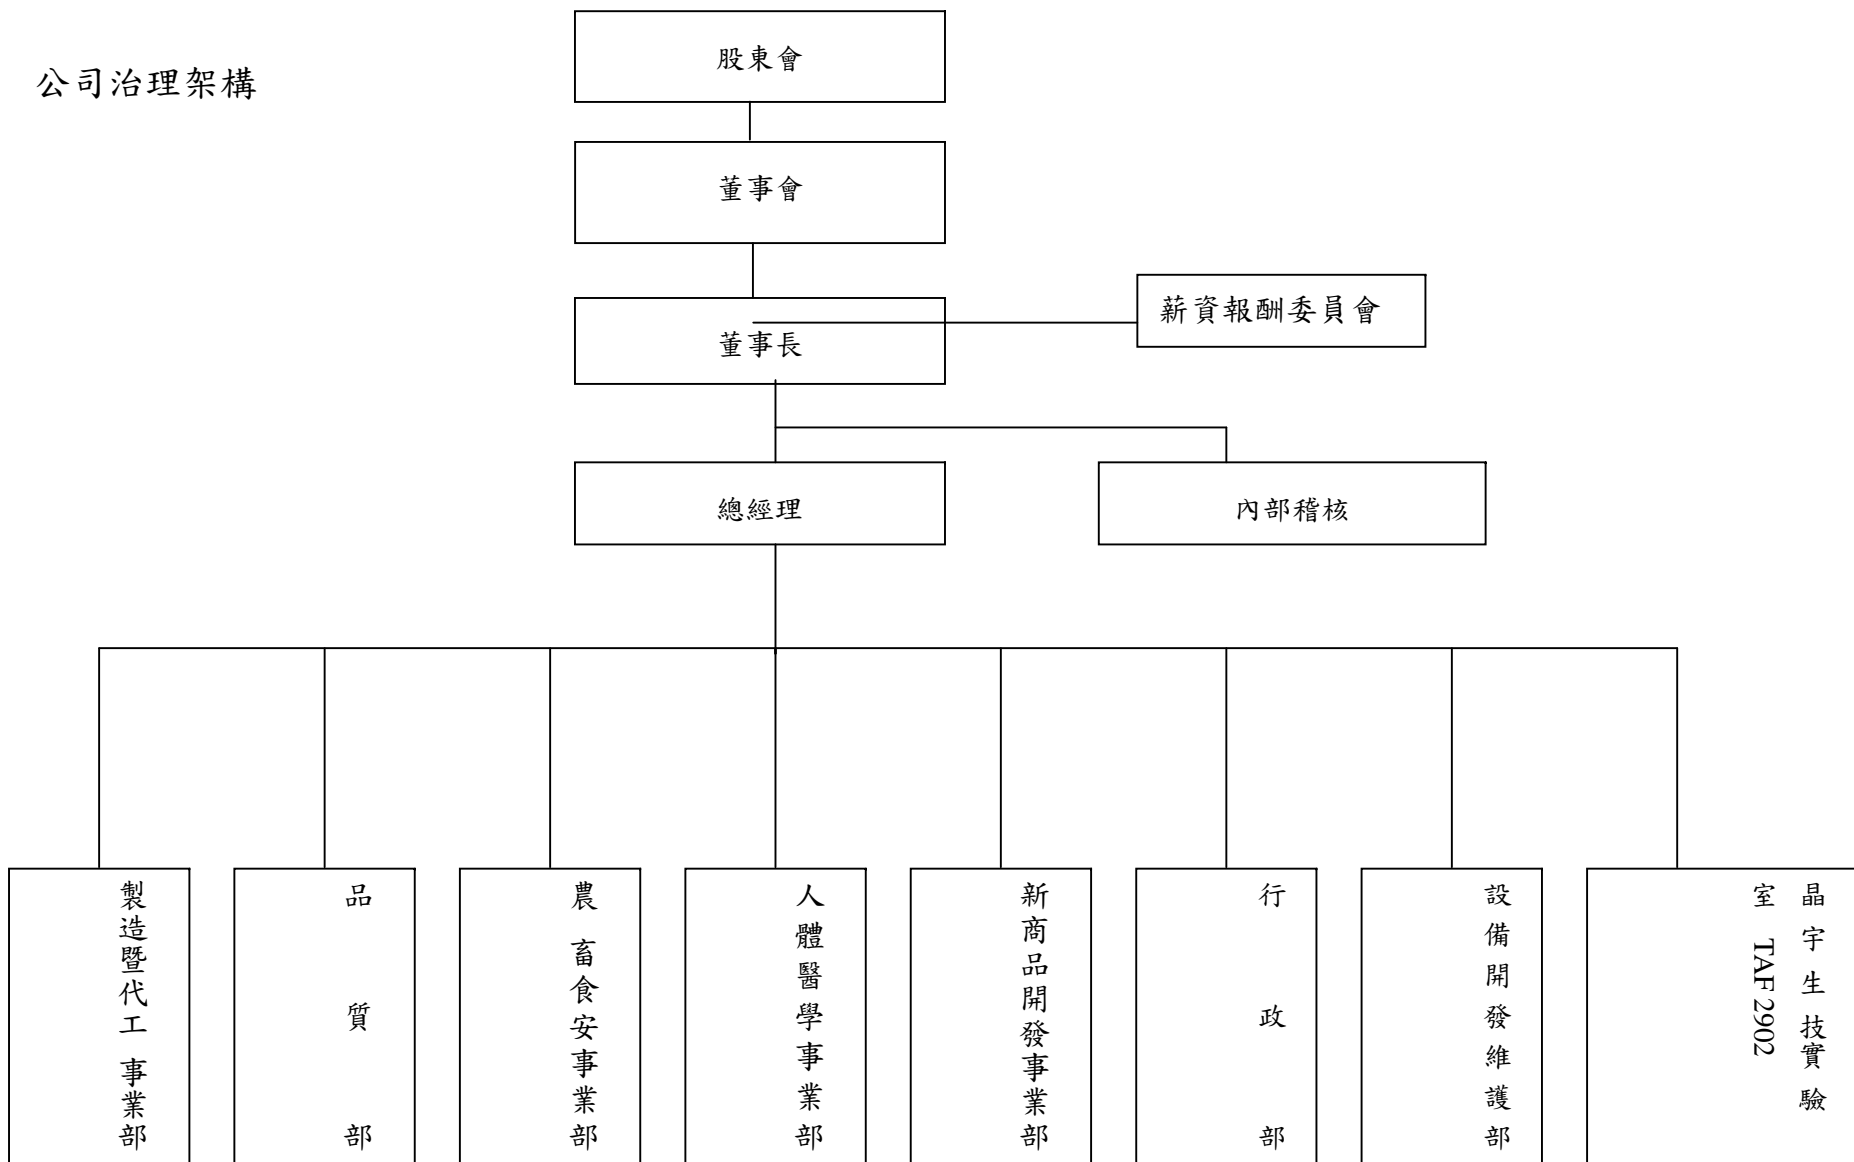 公司治理架構
股東會
董事會
董事長
薪資報酬委員會
總經理
內部稽核
製造暨代工 事業部
品質部
農畜食安事業部
人體醫學事業部
新商品開發事業部
行政部
設備開發維護部
晶宇生技實驗
室 TAF 2902